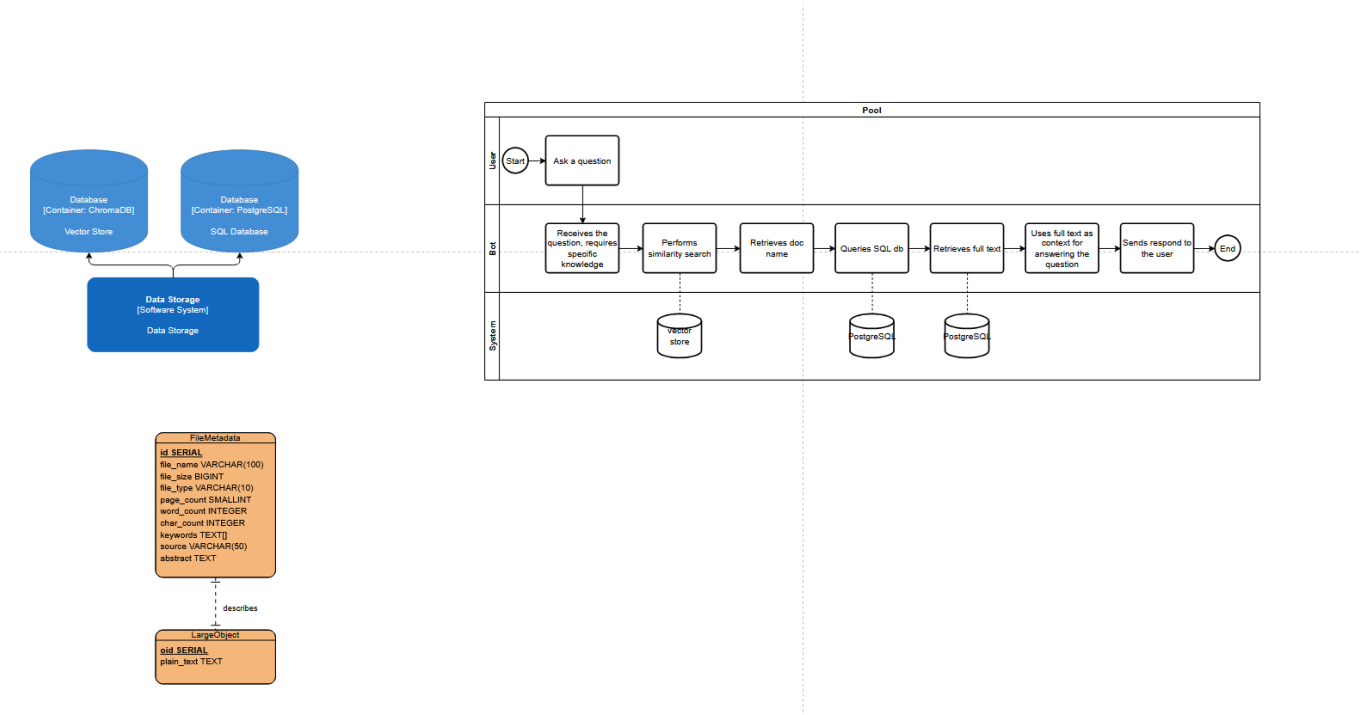 Database
[Container: ChromaDB]
Vector Store
Database
[Container: PostgreSQL]
SQL Database
Data Storage
[Software System]
Data Storage
Pool
User
Start
Ask a question
Bot
Receives the
question, requires
specific
knowledge
Performs
similarity search
Retrieves doc
name
Queries SQL db
Retrieves full text
Uses full text as
context for
answering the
question
Sends respond to
the user
End
System
Vector
store
PostgreSQL
PostgreSQL
FileMetadata
id SERIAL
file_name VARCHAR(100)
file_size BIGINT
file_type VARCHAR(10)
page_count SMALLINT
word_count INTEGER
char_count INTEGER
keywords TEXT[]
source VARCHAR(50)
abstract TEXT
describes
LargeObject
oid SERIAL
plain_text TEXT